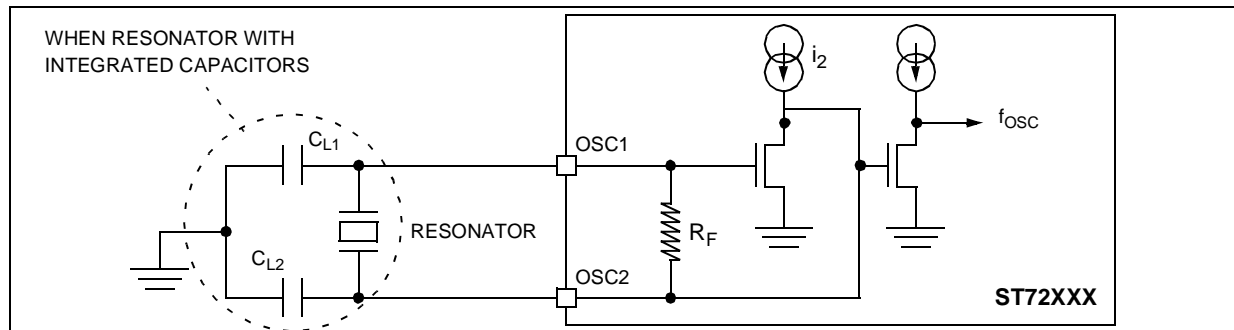 WHEN RESONATOR WITH
INTEGRATED CAPACITORS
i2
fOSC
CL1
OSC1
RESONATOR
RF
CL2
OSC2
ST72XXX